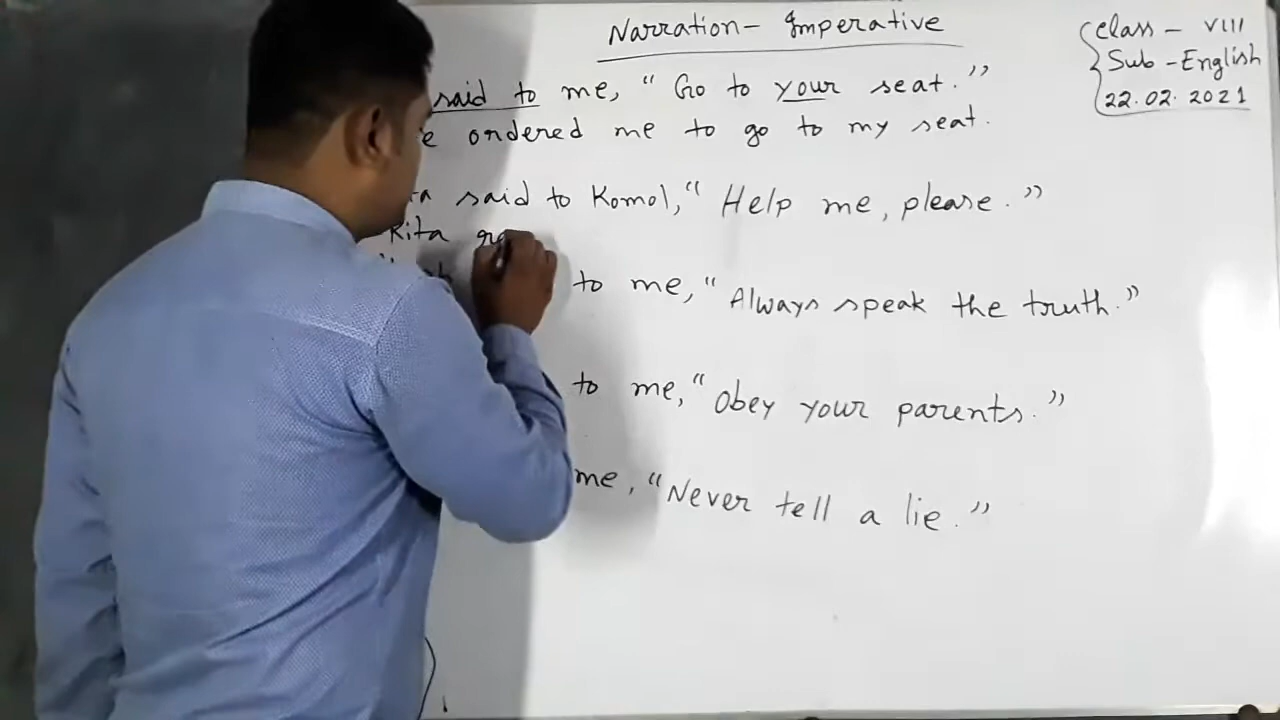 Narration - Imperative
Class - VIII
Sub - English
22.02.2021
said to me, " Go to your seat."
ordered me to go to my seat.
said to Komol, " Help me, please."
Rita
to me, " Always speak the truth."
to me, " Obey your parents."
me, " Never tell a lie."